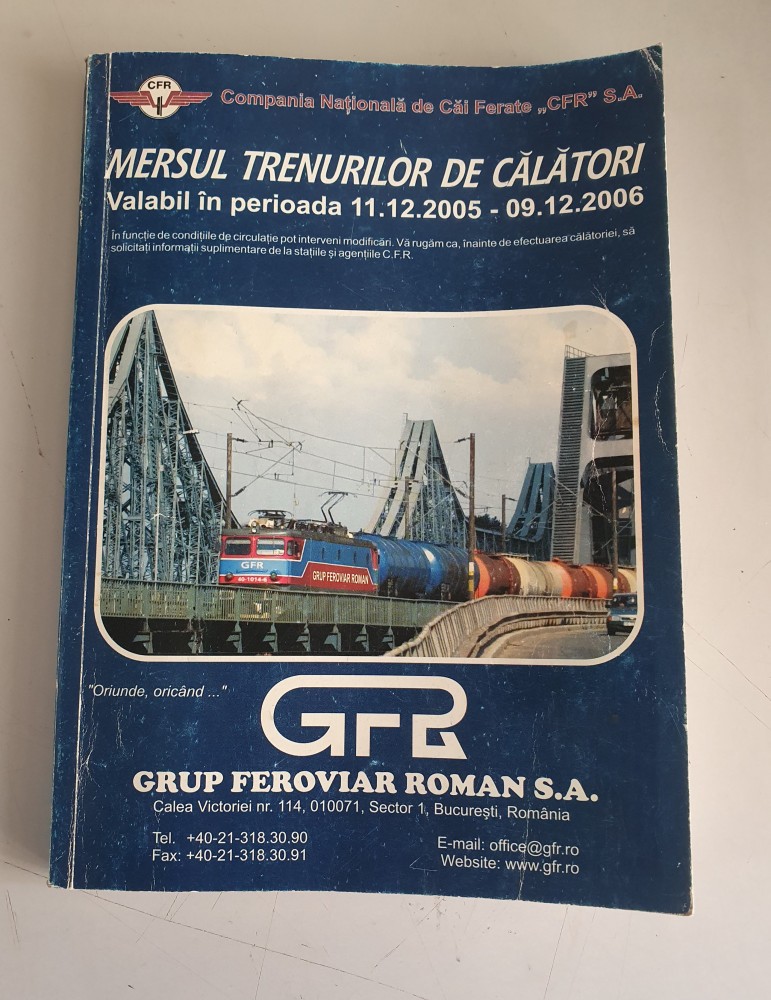 CFR
Compania Națională de Căi Ferate „CFR” S.A.
MERSUL TRENURILOR DE CĂLĂTORI
Valabil în perioada 11.12.2005 - 09.12.2006
În funcție de condițiile de circulație pot interveni modificări. Vă rugăm ca, înainte de efectuarea călătoriei, să
solicitați informații suplimentare de la stațiile și agențiile C.F.R.
GFR
40-1014-6
GRUP FEROVIAR ROMAN
"Oriunde, oricând ..."
GFR
GRUP FEROVIAR ROMAN S.A.
Calea Victoriei nr. 114, 010071, Sector 1, București, România
Tel. +40-21-318.30.90
Fax: +40-21-318.30.91
E-mail: office@gfr.ro
Website: www.gfr.ro